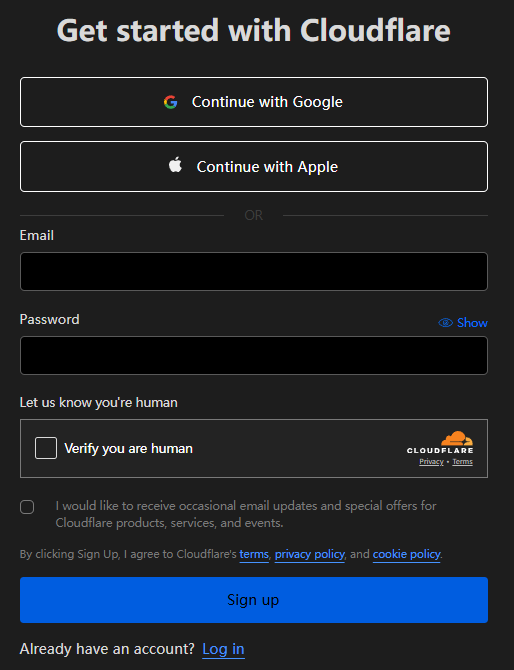 Get started with Cloudflare
Continue with Google
Continue with Apple
OR
Email
Password
Show
Let us know you're human
Verify you are human
CLOUDFLARE
Privacy • Terms
I would like to receive occasional email updates and special offers for
Cloudflare products, services, and events.
By clicking Sign Up, I agree to Cloudflare's terms, privacy policy, and cookie policy.
Sign up
Already have an account? Log in